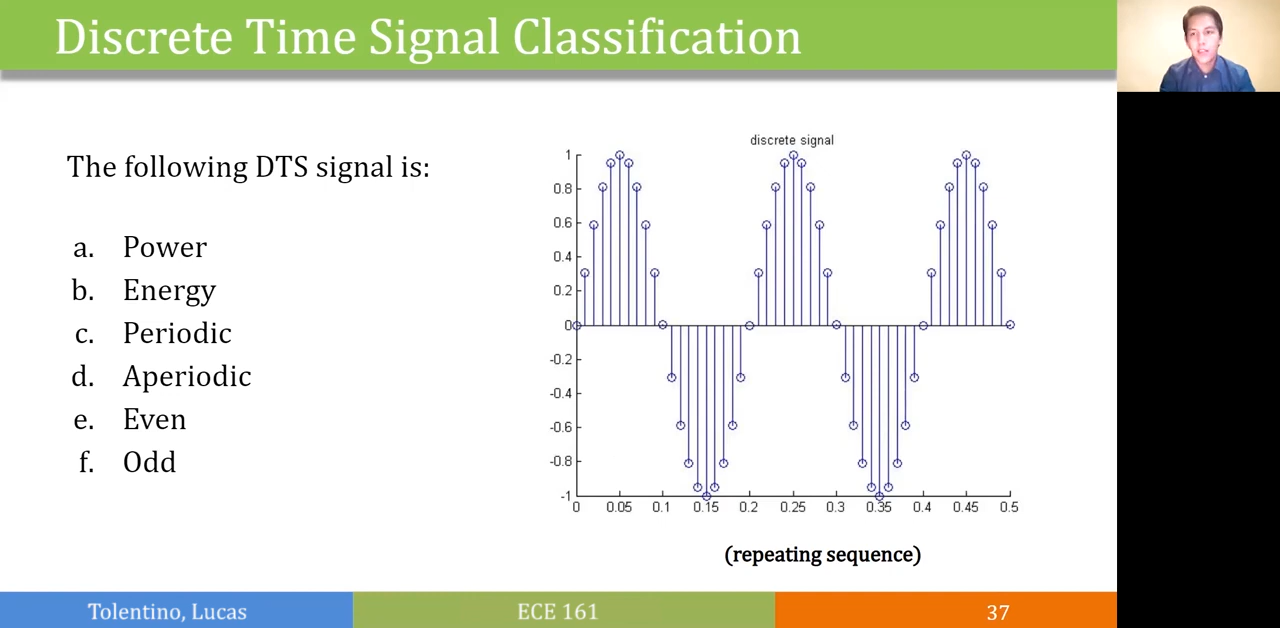 Discrete Time Signal Classification
The following DTS signal is:
a. Power
b. Energy
c. Periodic
d. Aperiodic
e. Even
f. Odd
discrete signal
1
0.8
0.6
0.4
0.2
0
-0.2
-0.4
-0.6
-0.8
-1
0 0.05 0.1 0.15 0.2 0.25 0.3 0.35 0.4 0.45 0.5
(repeating sequence)
Tolentino, Lucas ECE 161 37